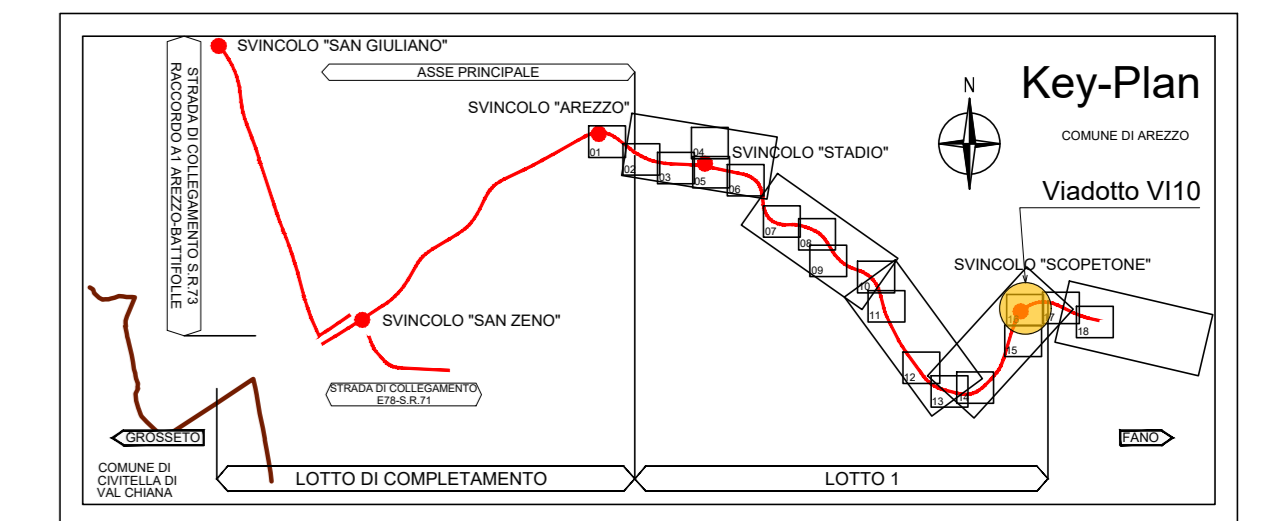 SVINCOLO "SAN GIULIANO"
STRADA DI COLLEGAMENTO S.R.73
RACCORDO A1 AREZZO-BATTIFOLLE
ASSE PRINCIPALE
N
Key-Plan
SVINCOLO "AREZZO"
COMUNE DI AREZZO
01
02
03
04
05
06
SVINCOLO "STADIO"
Viadotto VI10
07
08
09
10
11
12
13
14
15
SVINCOLO "SCOPETONE"
16
17
18
SVINCOLO "SAN ZENO"
STRADA DI COLLEGAMENTO
E78-S.R.71
GROSSETO
FANO
COMUNE DI
CIVITELLA DI
VAL CHIANA
LOTTO DI COMPLETAMENTO
LOTTO 1